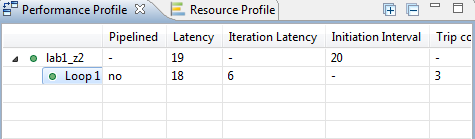 Performance Profile Resource Profile
Pipelined Latency Iteration Latency Initiation Interval Trip
lab1_z2 - 19 - 20 -
Loop 1 no 18 6 - 3